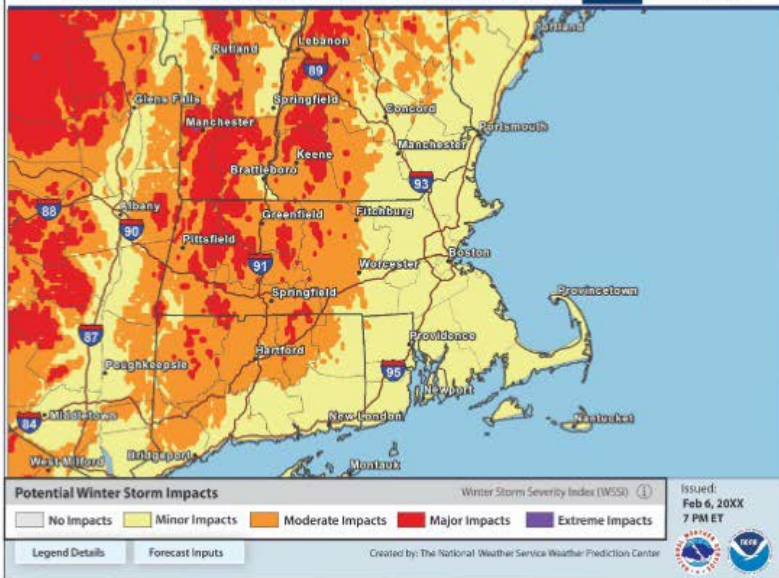 Portland
Lebanon
Rutland
89
Glens Falls
Springfield
Concord
Manchester
Portsmouth
Keene
Manchester
Brattleboro
93
88
Albany
Greenfield
Fitchburg
90
Pittsfield
Boston
91
Worcester
Provincetown
Springfield
87
Providence
Hartford
Poughkeepsie
95
Newport
84
Middletown
New London
Nantucket
West Milford
Bridgeport
Montauk
Potential Winter Storm Impacts
Winter Storm Severity Index (WSSI) i
Issued:
Feb 6, 20XX
7 PM ET
No Impacts
Minor Impacts
Moderate Impacts
Major Impacts
Extreme Impacts
Legend Details
Forecast Inputs
Created by: The National Weather Service Weather Prediction Center
NATIONAL WEATHER SERVICE
NOAA